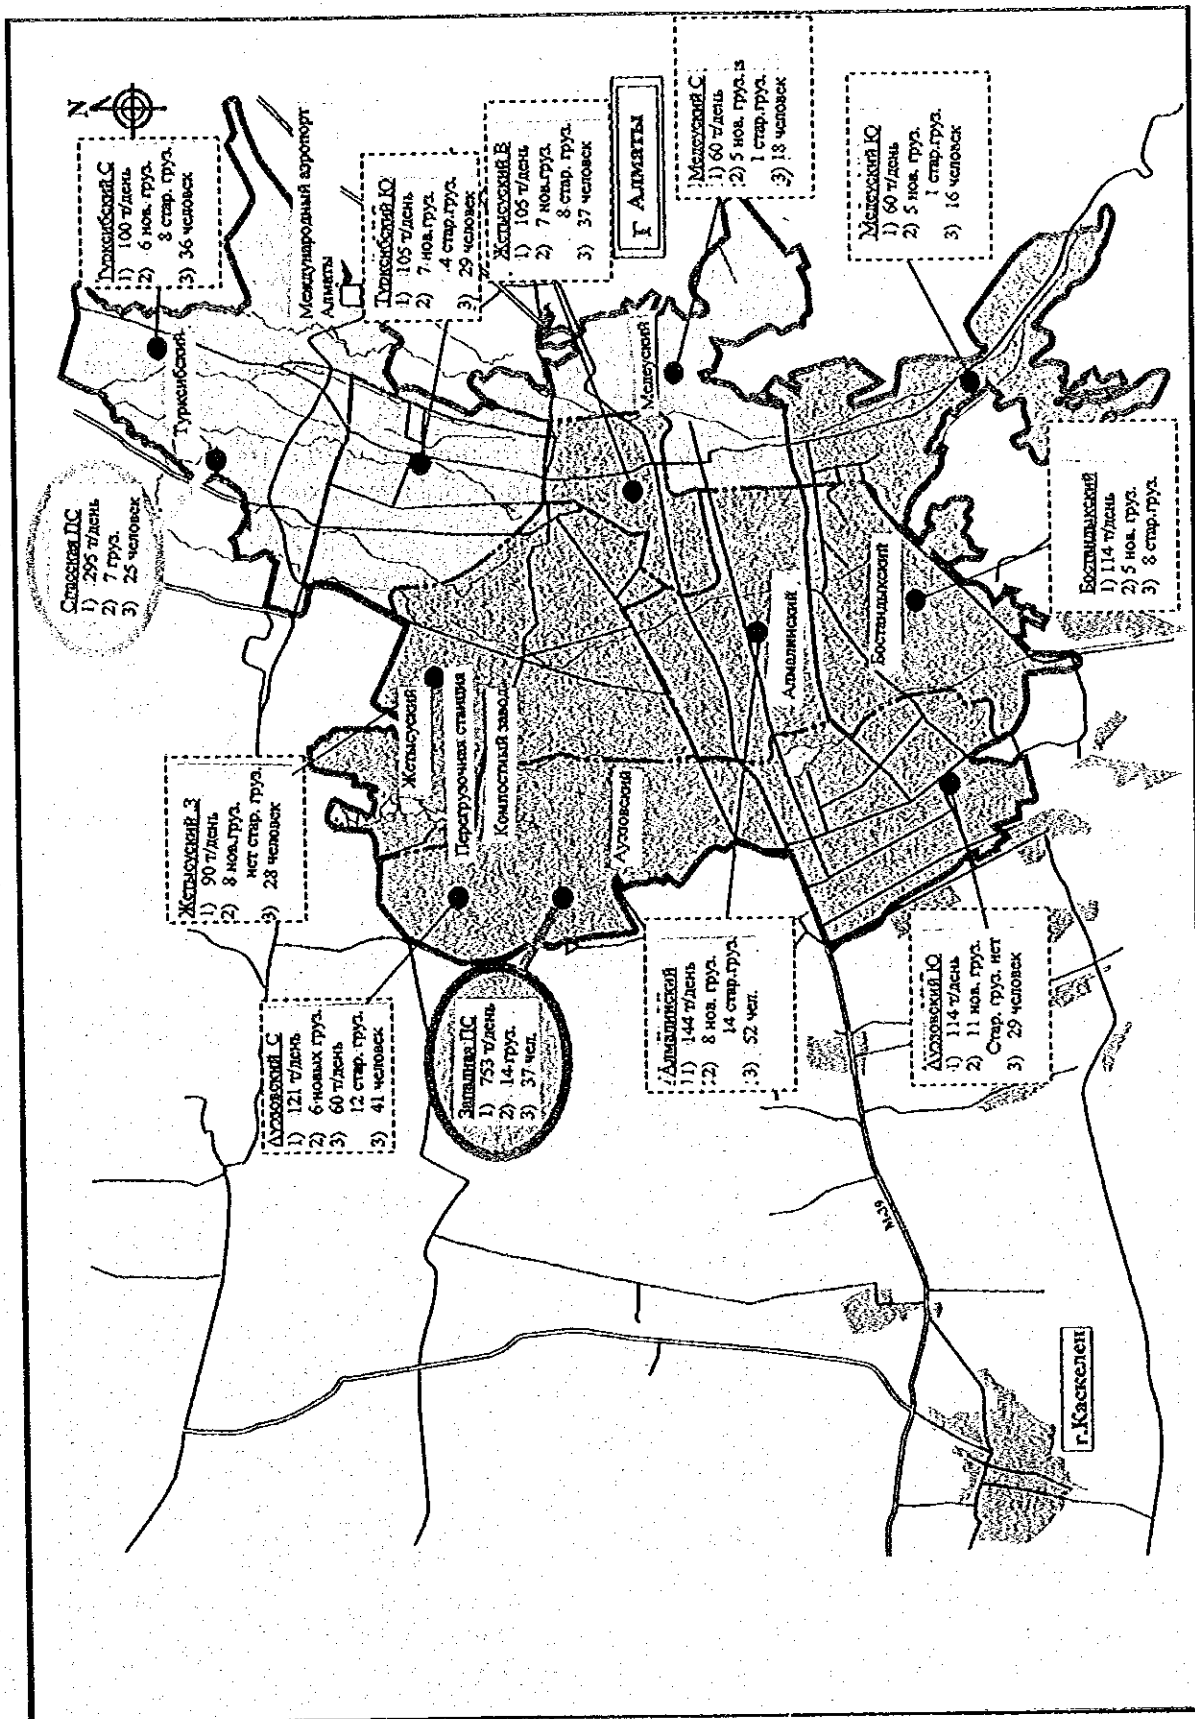 N
Турксибский С
1) 100 т/день
2) 6 нов. груз.
8 стар. груз.
3) 36 человек
Международный аэропорт
Алматы
Турксибский Ю
1) 105 т/день
2) 7 нов.груз.
4 стар.груз.
3) 29 человек
Жетысуский В
1) 105 т/день
2) 7 нов.груз.
8 стар. груз.
3) 37 человек
Г АЛМАТЫ
Медеуский С
1) 60 т/день
2) 5 нов. груз. is
1 стар.груз.
3) 18 человек
Медеуский Ю
1) 60 т/день
2) 5 нов. груз.
1 стар.груз.
3) 16 человек
Турксибский
Медеуский
ПС
1) 295 т/день
2) 7 груз.
3) 25 человек
Бостандыкский
1) 114 т/день
2) 5 нов. груз.
3) 8 стар.груз.
Жетысуский
Перегрузочная станция
Компостный завод
Алмалинский
Бостандыкский
Ауэзовский
Жетысуский З
1) 90 т/день
2) 8 нов.груз.
нет стар. груз.
3) 28 человек
Ауэзовский С
1) 121 т/день
2) 6 новых груз.
3) 60 т/день
12 стар. груз.
3) 41 человек
Западная ПС
1) 753 т/день
2) 14 груз.
3) 37 чел.
Алмалинский
1) 144 т/день
2) 8 нов. груз.
14 стар.груз.
3) 52 чел.
Ауэзовский Ю
1) 114 т/день
2) 11 нов. груз.
Стар. груз. нет
3) 29 человек
М-39
г.Каскелен